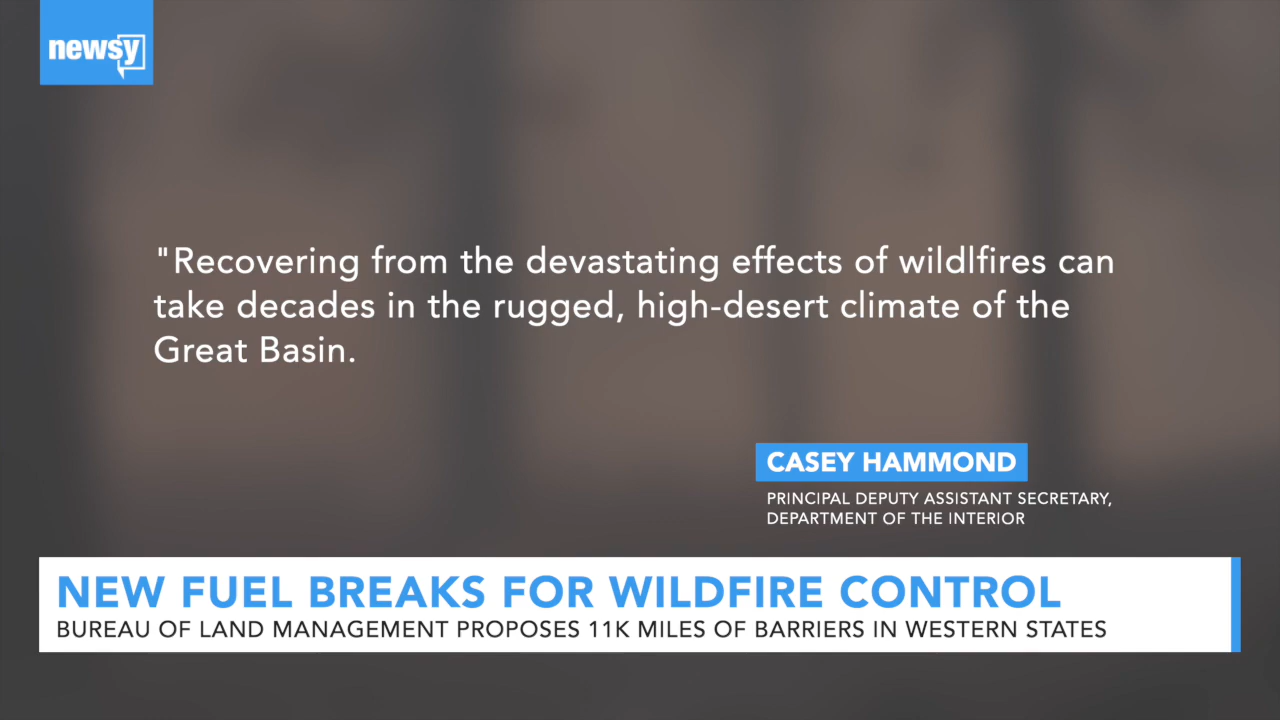 newsy
"Recovering from the devastating effects of wildlfires can
take decades in the rugged, high-desert climate of the
Great Basin.
CASEY HAMMOND
PRINCIPAL DEPUTY ASSISTANT SECRETARY,
DEPARTMENT OF THE INTERIOR
NEW FUEL BREAKS FOR WILDFIRE CONTROL
BUREAU OF LAND MANAGEMENT PROPOSES 11K MILES OF BARRIERS IN WESTERN STATES